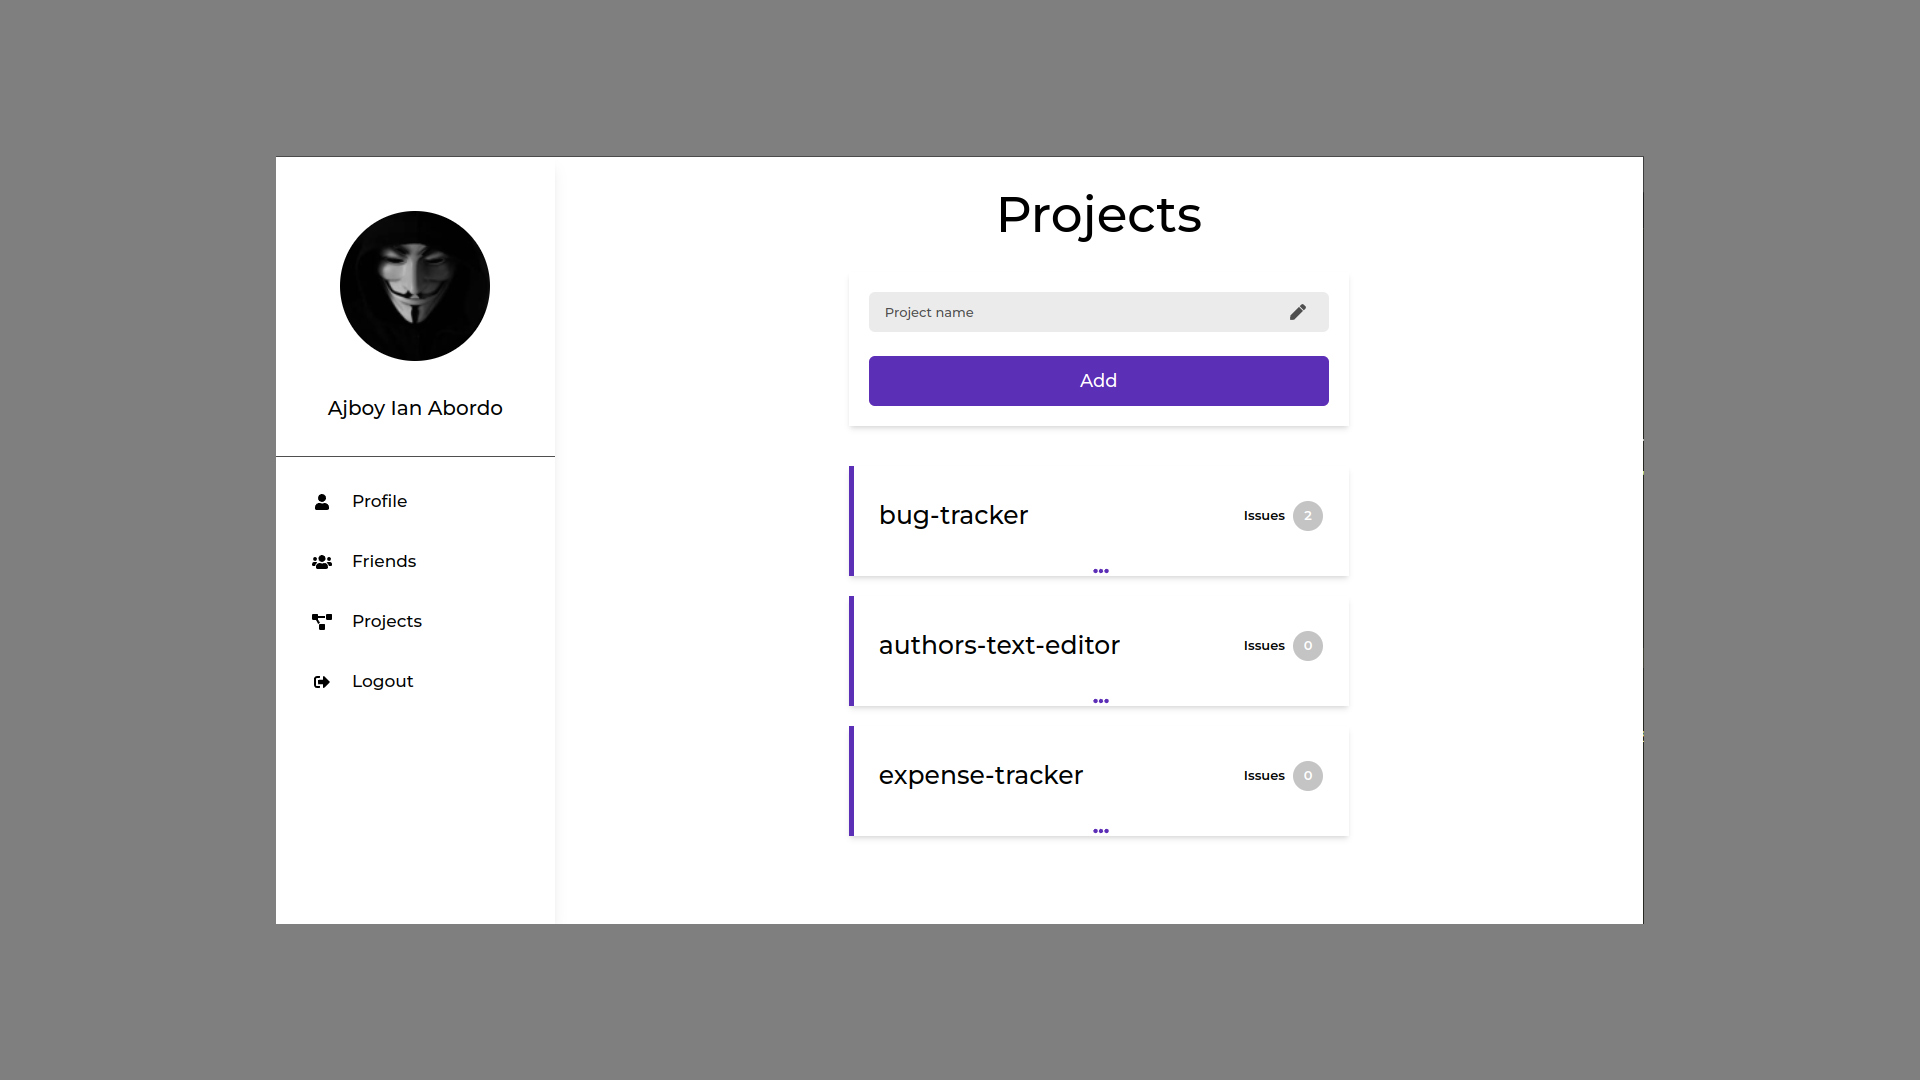 Ajboy Ian Abordo
Profile
Friends
Projects
Logout
Projects
Project name
Add
bug-tracker
Issues 2
authors-text-editor
Issues 0
expense-tracker
Issues 0